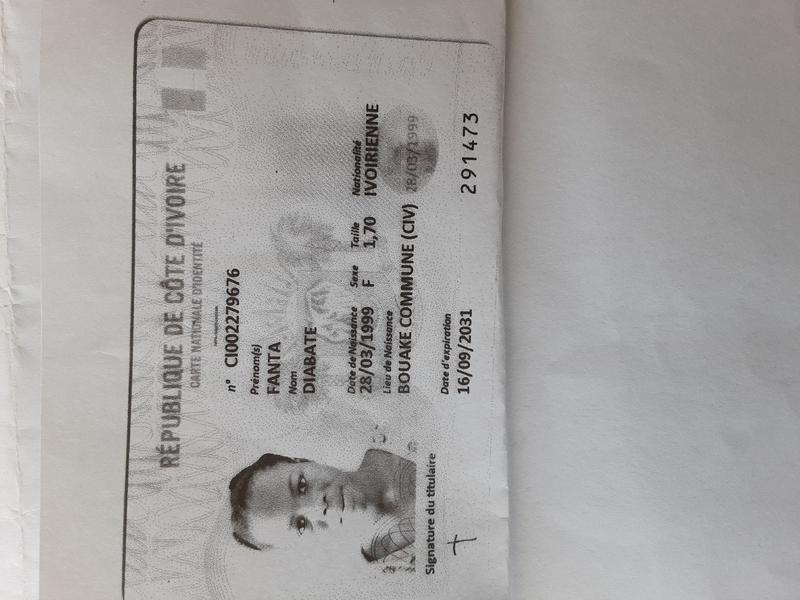 RÉPUBLIQUE DE CÔTE D'IVOIRE
CARTE NATIONALE D'IDENTITÉ
n° CI002279676
Prénom(s)
FANTA
Nom
DIABATE
Date de Naissance Sexe Taille Nationalité
28/03/1999 F 1,70 IVOIRIENNE
Lieu de Naissance
BOUAKE COMMUNE (CIV)
28/03/1999
Date d'expiration
16/09/2031
291473
Signature du titulaire